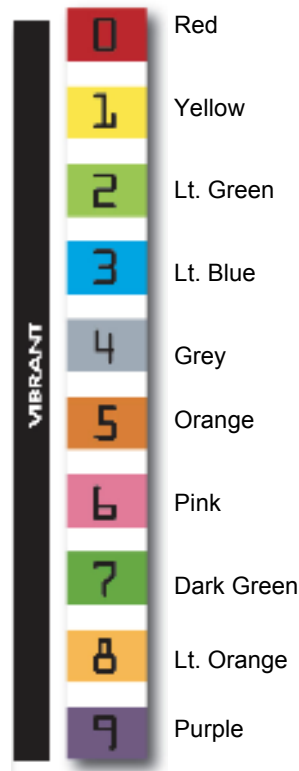 VIBRANT
0 Red
1 Yellow
2 Lt. Green
3 Lt. Blue
4 Grey
5 Orange
6 Pink
7 Dark Green
8 Lt. Orange
9 Purple